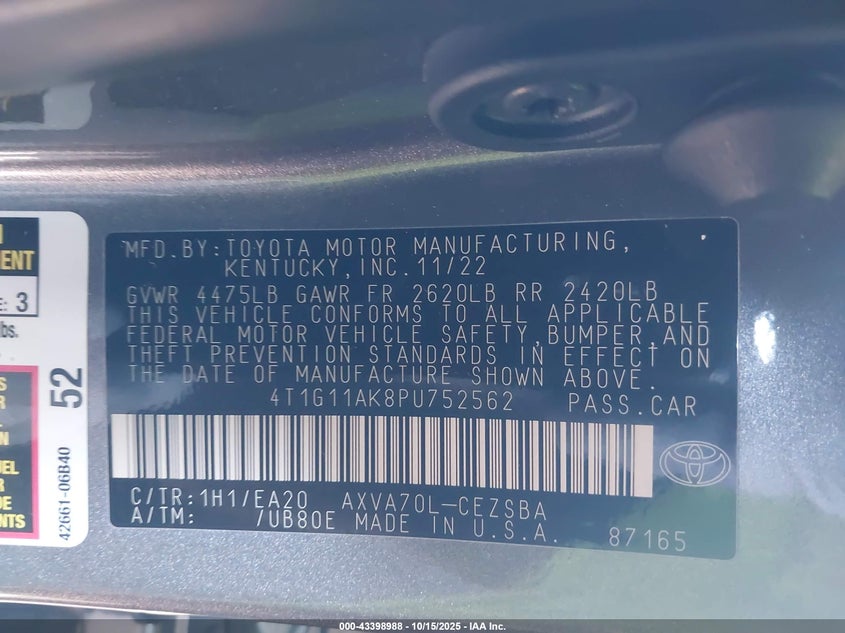 MFD.BY:TOYOTA MOTOR MANUFACTURING,
KENTUCKY,INC.11/22
GVWR 4475LB GAWR FR 2620LB RR 2420LB
THIS VEHICLE CONFORMS TO ALL APPLICABLE
FEDERAL MOTOR VEHICLE SAFETY,BUMPER,AND
THEFT PREVENTION STANDARDS IN EFFECT ON
THE DATE OF MANUFACTURE SHOWN ABOVE.
4T1G11AK8PU752562 PASS.CAR
C/TR:1H1/EA20 AXVA70L-CEZSBA
A/TM: /UB80E MADE IN U.S.A. 87165
ENT
E: 3
bs.
52
42661-06B40
R
L
N
UEL
R
DE
NTS
000-43398988 - 10/15/2025 - IAA Inc.